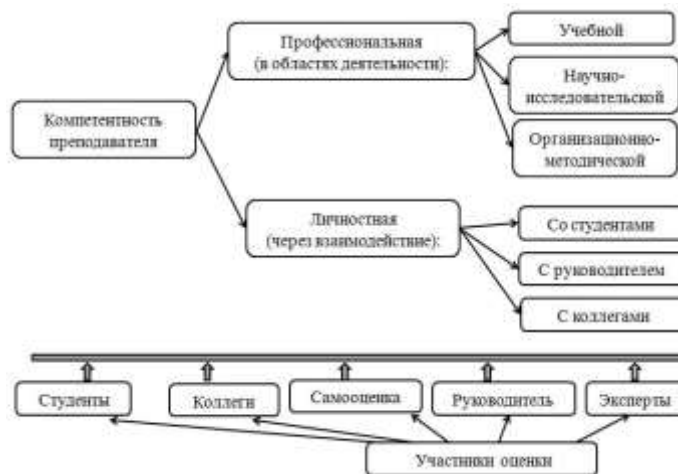 Профессиональная
(в областях деятельности):
Учебной
Научно-
исследовательской
Организационно-
методической
Компетентность
преподавателя
Личностная
(через взаимодействие):
Со студентами
С руководителем
С коллегами
Студенты
Коллеги
Самооценка
Руководитель
Эксперты
Участники оценки